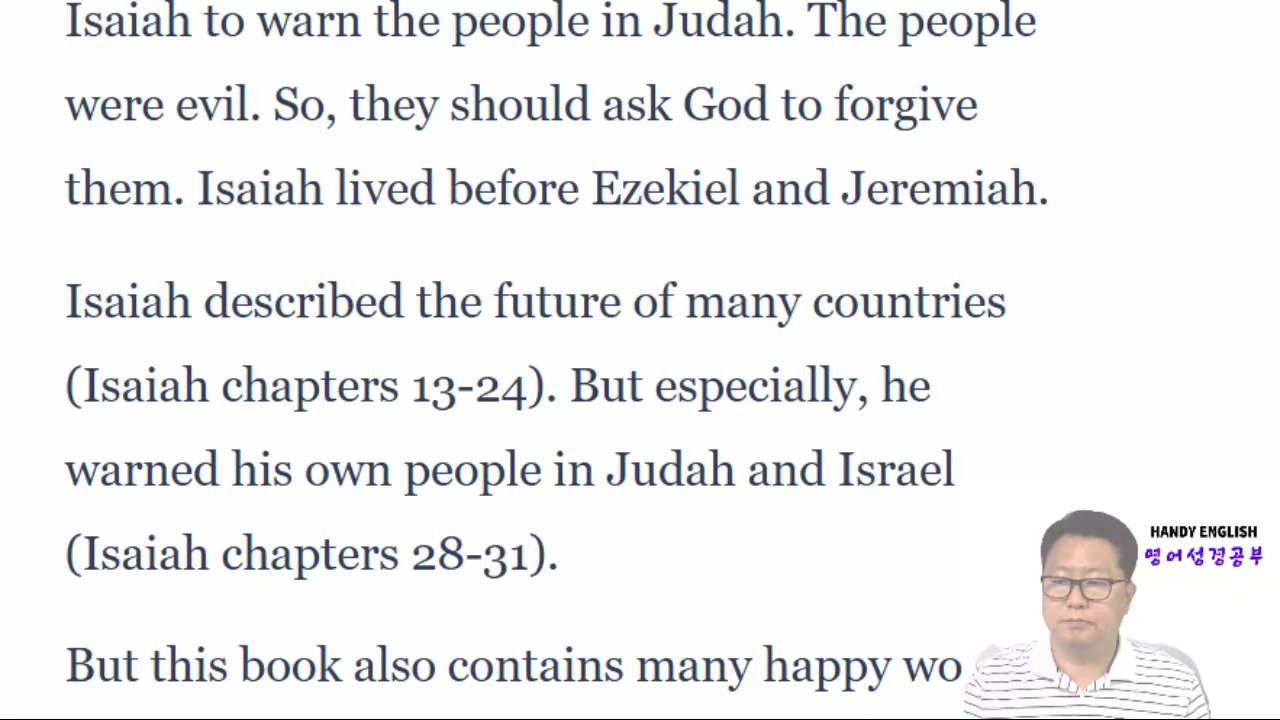 Isaiah to warn the people in Judah. The people
were evil. So, they should ask God to forgive
them. Isaiah lived before Ezekiel and Jeremiah.
Isaiah described the future of many countries
(Isaiah chapters 13-24). But especially, he
warned his own people in Judah and Israel
(Isaiah chapters 28-31).
But this book also contains many happy wo
HANDY ENGLISH
영어성경공부